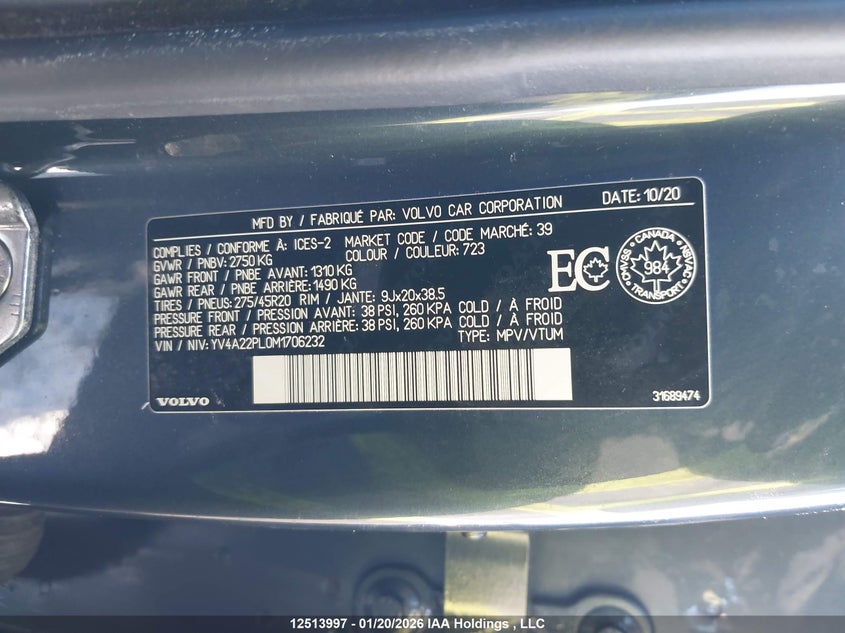 MFD BY / FABRIQUÉ PAR: VOLVO CAR CORPORATION DATE: 10/20
COMPLIES / CONFORME À: ICES-2 MARKET CODE / CODE MARCHÉ: 39
GVWR / PNBV: 2750 KG COLOUR / COULEUR: 723
GAWR FRONT / PNBE AVANT: 1310 KG
GAWR REAR / PNBE ARRIÈRE: 1490 KG
TIRES / PNEUS: 275/45R20 RIM / JANTE: 9Jx20x38.5
PRESSURE FRONT / PRESSION AVANT: 38 PSI, 260 KPA COLD / À FROID
PRESSURE REAR / PRESSION ARRIÈRE: 38 PSI, 260 KPA COLD / À FROID
VIN / NIV: YV4A22PL0M1706232 TYPE: MPV/VTUM
EC
CANADA
CMVSS 984 NSVAC
TRANSPORT
VOLVO 31689474
12513997 - 01/20/2026 IAA Holdings , LLC